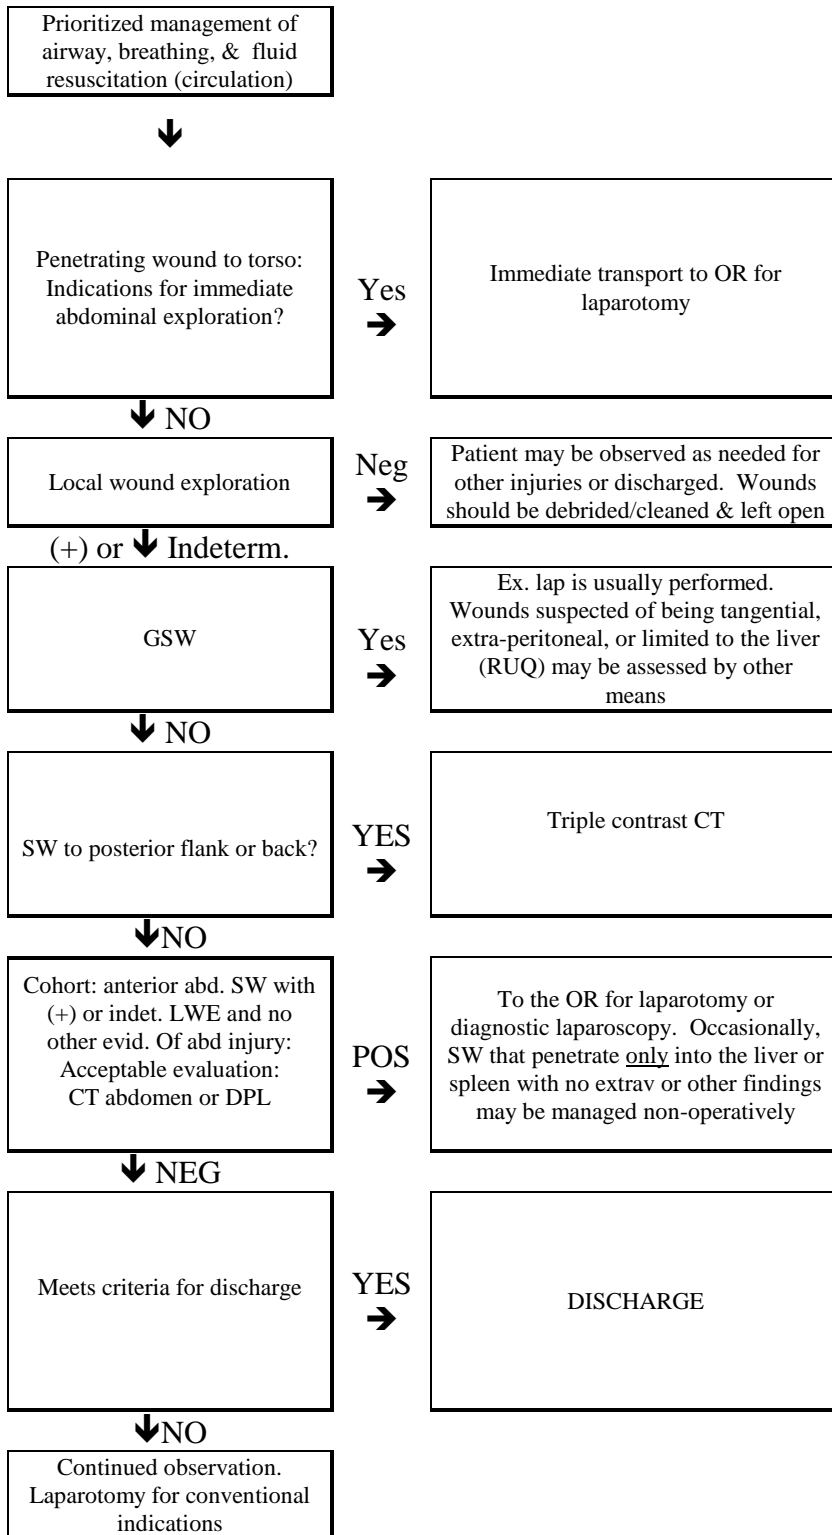 Prioritized management of
airway, breathing, & fluid
resuscitation (circulation)
🡻
Penetrating wound to torso:
Indications for immediate
abdominal exploration?
Yes
🡺
Immediate transport to OR for
laparotomy
🡻 NO
Local wound exploration
Neg
🡺
Patient may be observed as needed for
other injuries or discharged. Wounds
should be debrided/cleaned & left open
(+) or 🡻 Indeterm.
GSW
Yes
🡺
Ex. lap is usually performed.
Wounds suspected of being tangential,
extra-peritoneal, or limited to the liver
(RUQ) may be assessed by other
means
🡻 NO
SW to posterior flank or back?
YES
🡺
Triple contrast CT
🡻NO
Cohort: anterior abd. SW with
(+) or indet. LWE and no
other evid. Of abd injury:
Acceptable evaluation:
CT abdomen or DPL
POS
🡺
To the OR for laparotomy or
diagnostic laparoscopy. Occasionally,
SW that penetrate only into the liver or
spleen with no extrav or other findings
may be managed non-operatively
🡻 NEG
Meets criteria for discharge
YES
🡺
DISCHARGE
🡻NO
Continued observation.
Laparotomy for conventional
indications